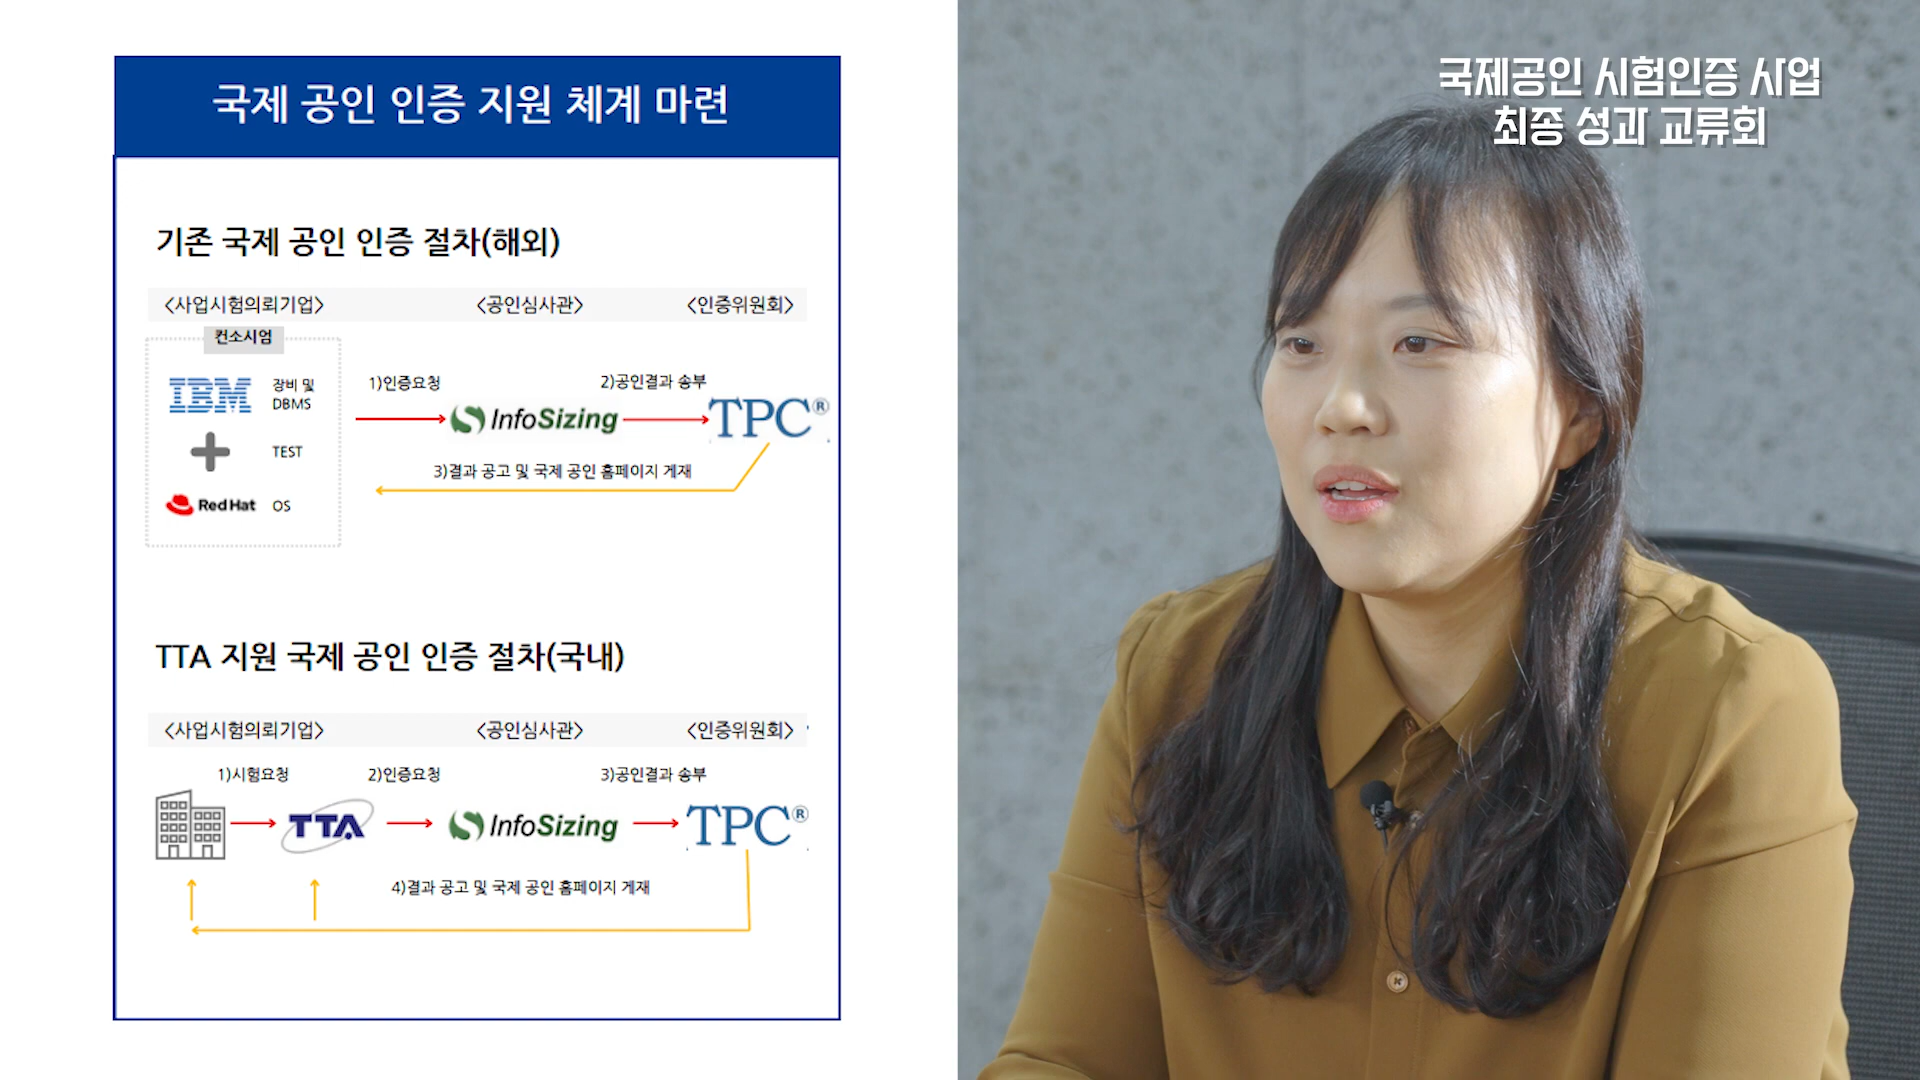 국제 공인 인증 지원 체계 마련
기존 국제 공인 인증 절차(해외)
<사업시험의뢰기업> <공인심사관> <인증위원회>
컨소시엄
IBM 장비 및
DBMS
1)인증요청
InfoSizing
2)공인결과 송부
TPC®
TEST
3)결과 공고 및 국제 공인 홈페이지 게재
Red Hat OS
TTA 지원 국제 공인 인증 절차(국내)
<사업시험의뢰기업> <공인심사관> <인증위원회>
1)시험요청 2)인증요청 3)공인결과 송부
TTA InfoSizing TPC®
4)결과 공고 및 국제 공인 홈페이지 게재
국제공인 시험인증 사업
최종 성과 교류회